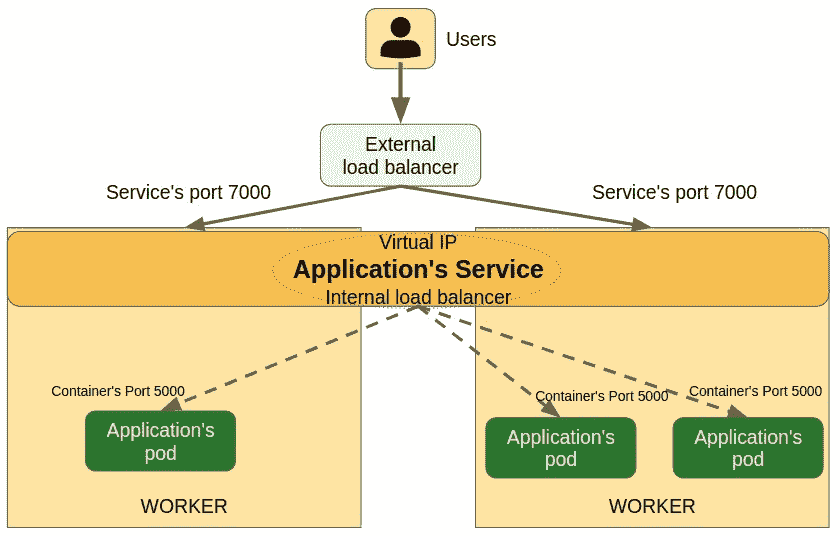 Users
External
load balancer
Service's port 7000
Service's port 7000
Virtual IP
Application's Service
Internal load balancer
Container's Port 5000
Container's Port 5000
Container's Port 5000
Application's
pod
Application's
pod
Application's
pod
WORKER
WORKER